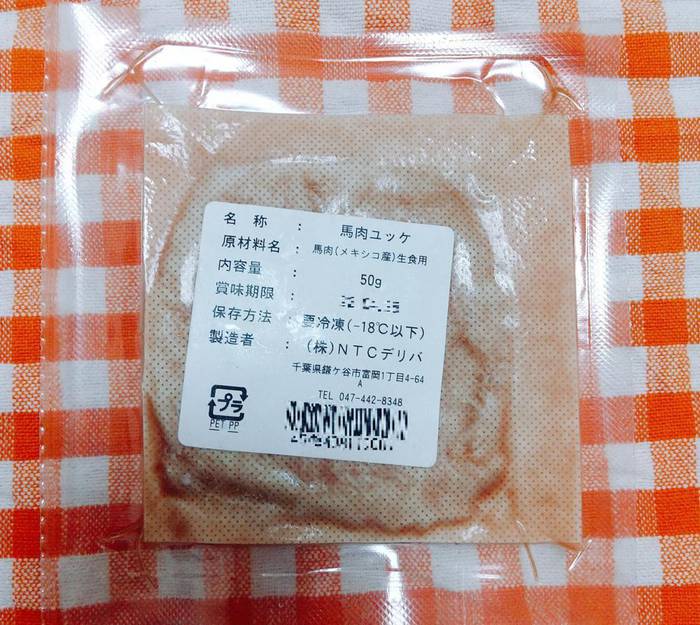 名 称 : 馬肉ユッケ
原材料名 : 馬肉(メキシコ産)生食用
内容量 : 50g
賞味期限 :
保存方法 : 要冷凍(-18℃以下)
製造者 : (株)NTCデリバ
千葉県鎌ケ谷市富岡1丁目4-64
A
TEL 047-442-8348
プラ
PET PP